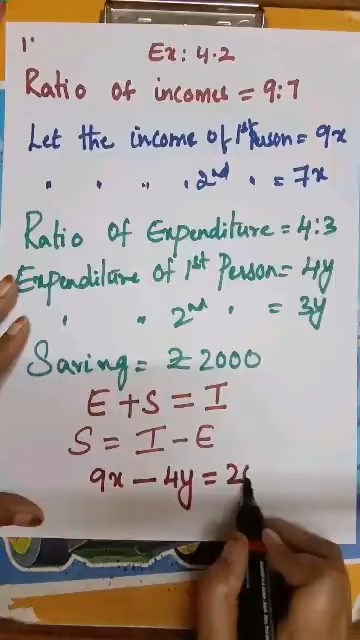 1.
Ex: 4.2
Ratio of incomes = 9:7
Let the income of 1st Person = 9x
" " " " 2nd " = 7x
Ratio of Expenditure = 4:3
Expenditure of 1st Person = 4y
" " 2nd " = 3y
Saving = ₹ 2000
E + S = I
S = I - E
9x - 4y = 20